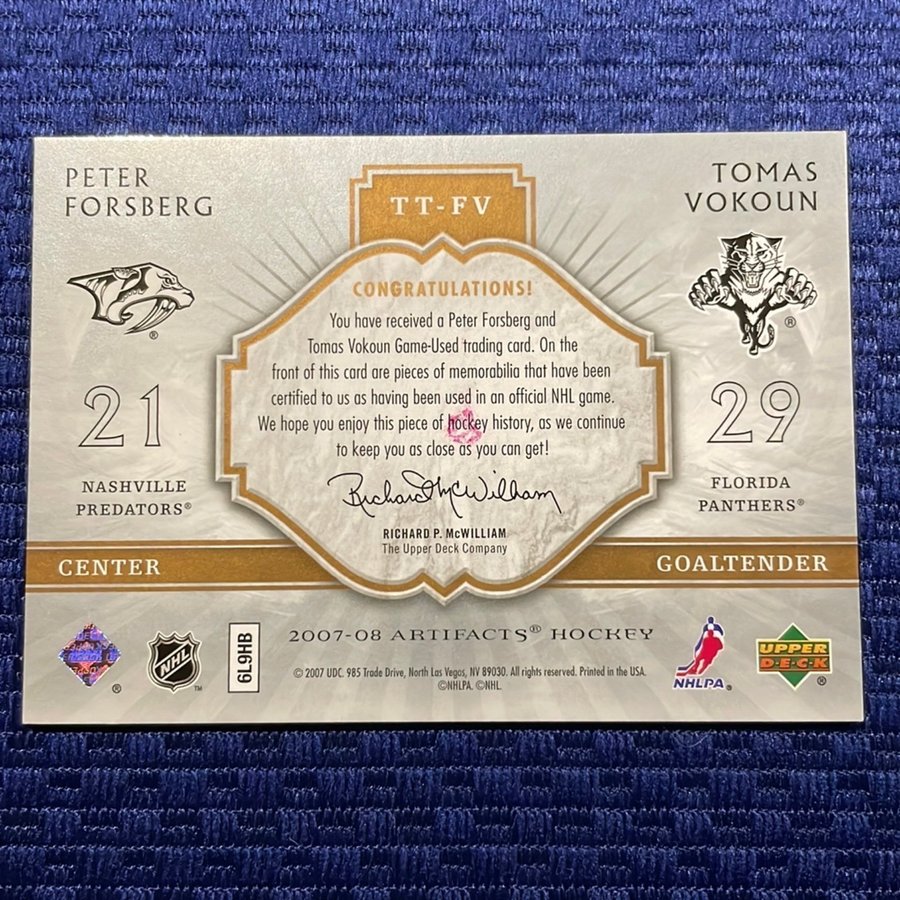 PETER
FORSBERG
TT-FV
TOMAS
VOKOUN
CONGRATULATIONS!
You have received a Peter Forsberg and
Tomas Vokoun Game-Used trading card. On the
front of this card are pieces of memorabilia that have been
certified to us as having been used in an official NHL game.
We hope you enjoy this piece of hockey history, as we continue
to keep you as close as you can get!
Richard McWilliam
RICHARD P. McWILLIAM
The Upper Deck Company
21
NASHVILLE
PREDATORS®
29
FLORIDA
PANTHERS®
CENTER
GOALTENDER
®
®
®
NHL
™
6L9HB
2007-08 ARTIFACTS® HOCKEY
© 2007 UDC. 985 Trade Drive, North Las Vegas, NV 89030. All rights reserved. Printed in the USA.
©NHLPA. ©NHL.
NHLPA®
UPPER
DECK
®